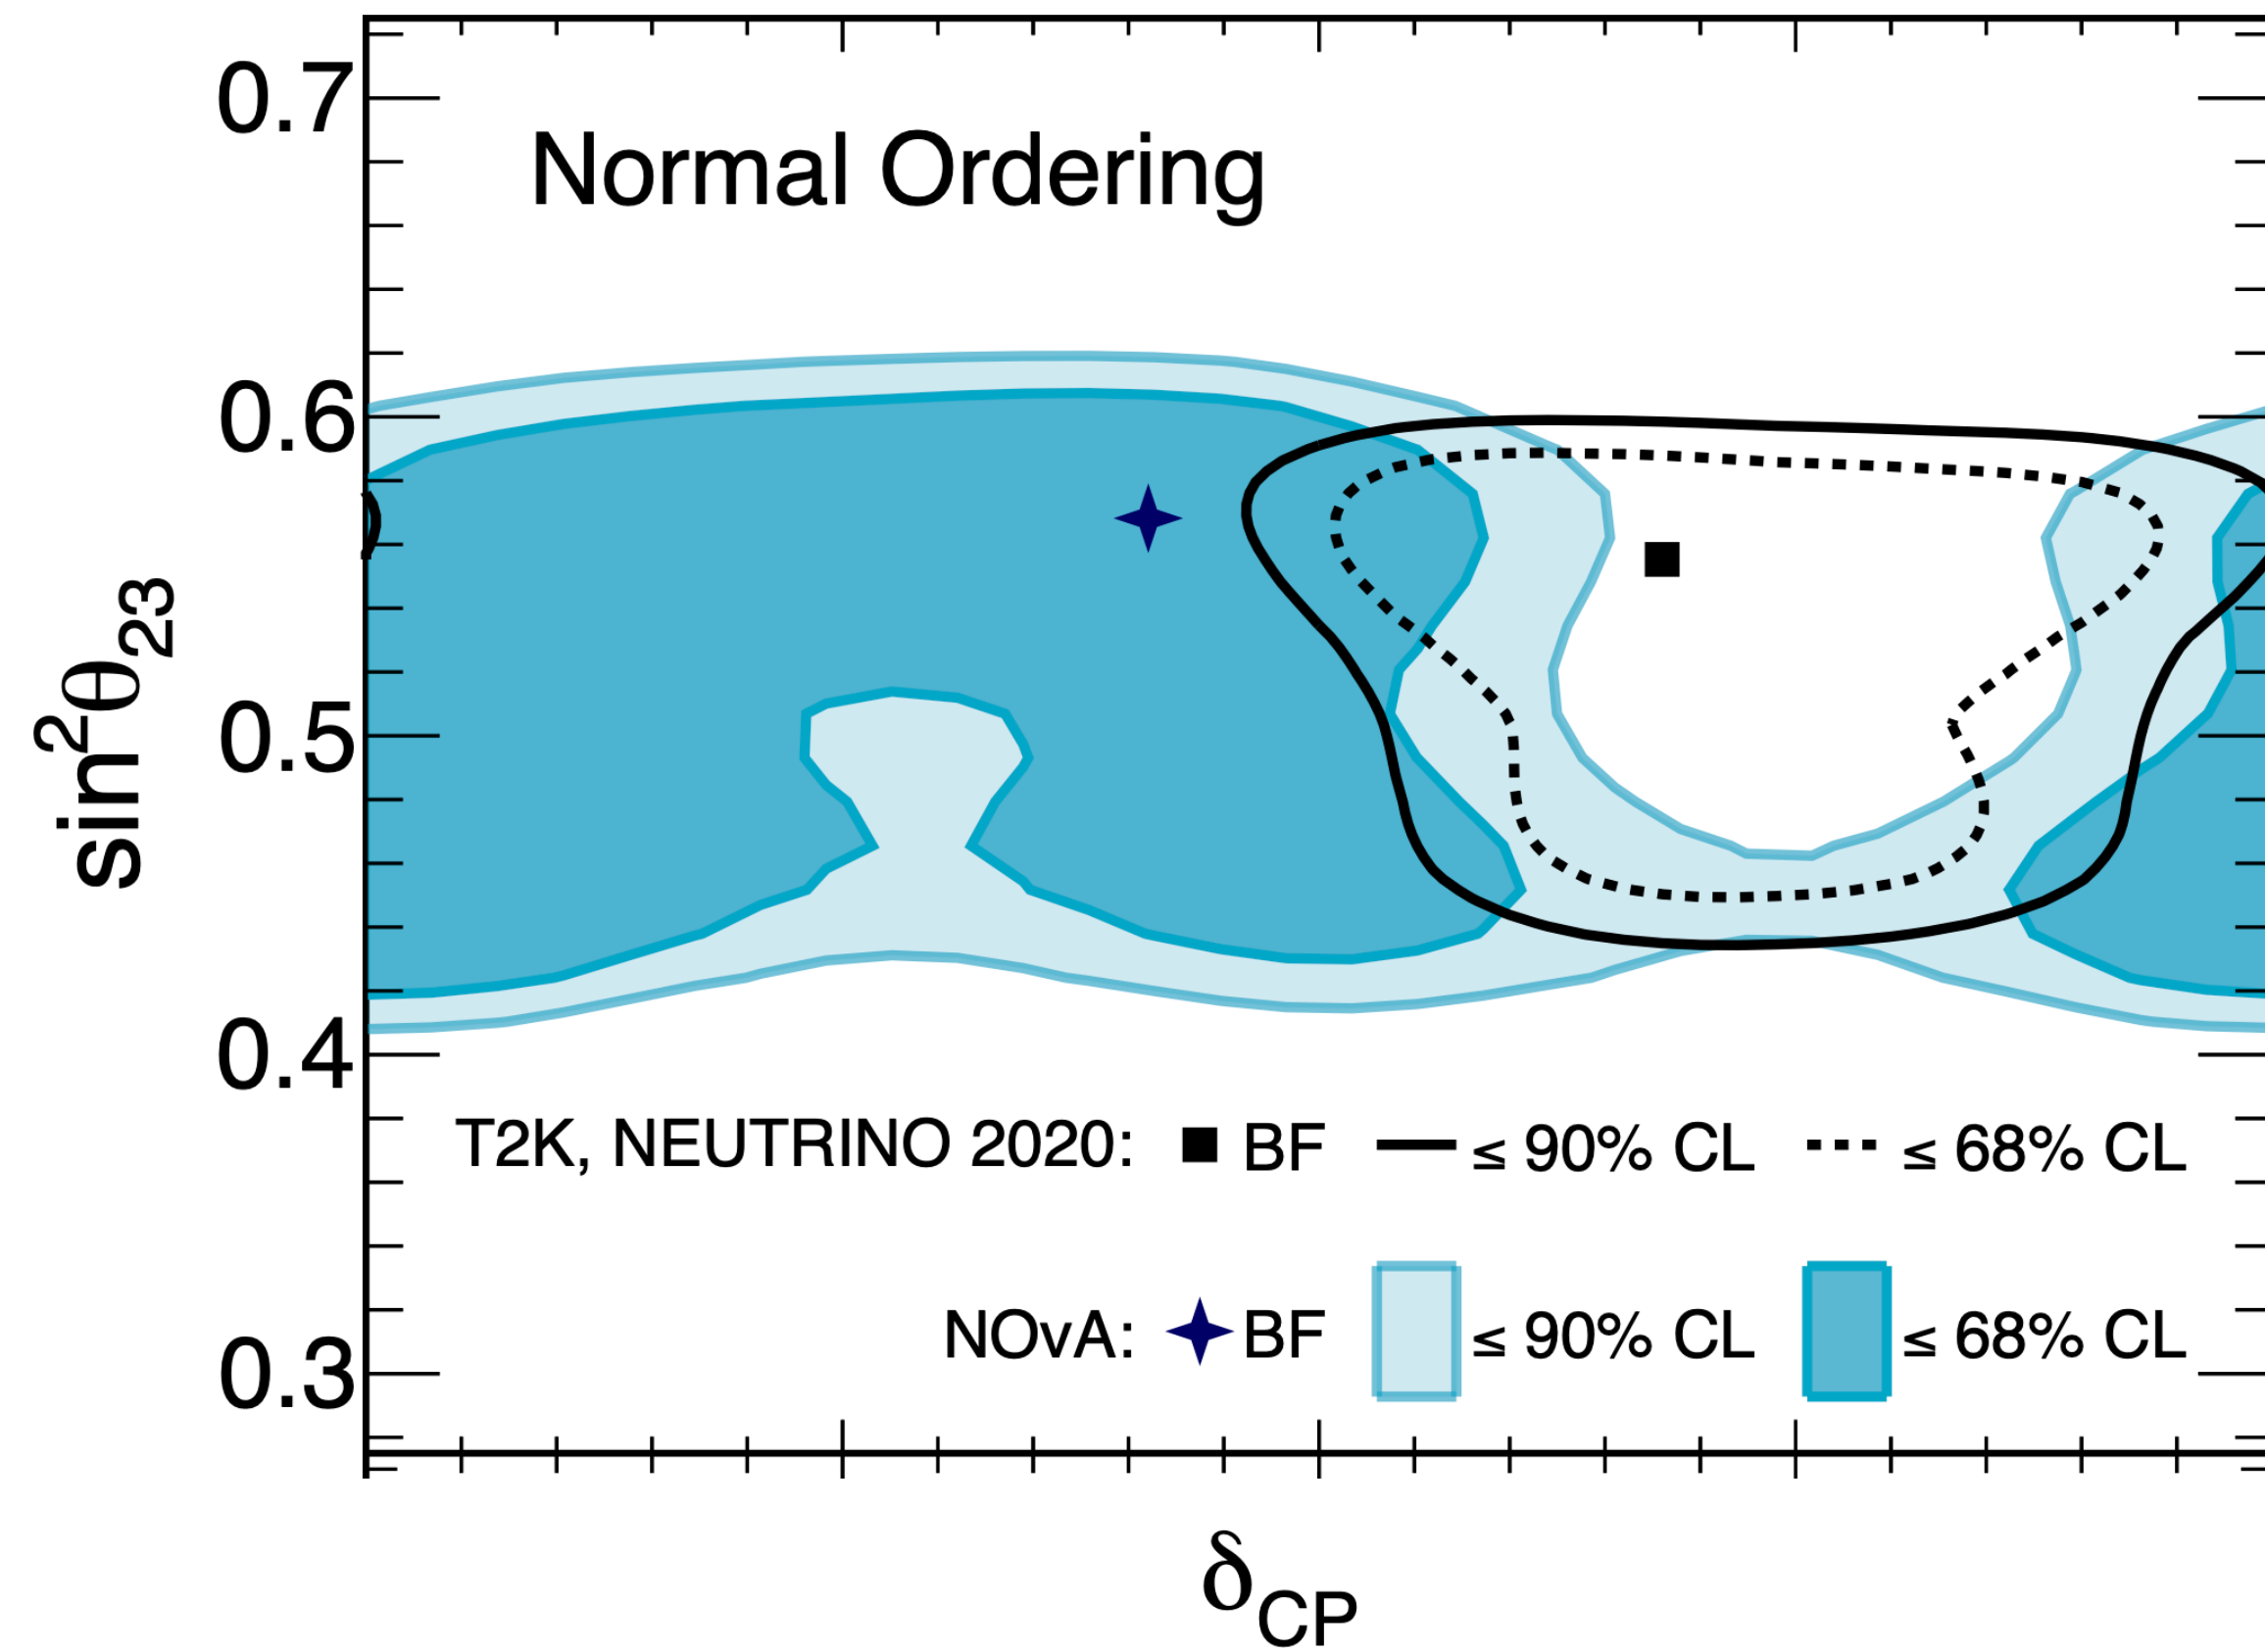 0.7
Normal Ordering
0.6
0.5
0.4
0.3
sin²θ₂₃
T2K, NEUTRINO 2020: BF ≤ 90% CL ≤ 68% CL
NOvA: BF ≤ 90% CL ≤ 68% CL
δCP